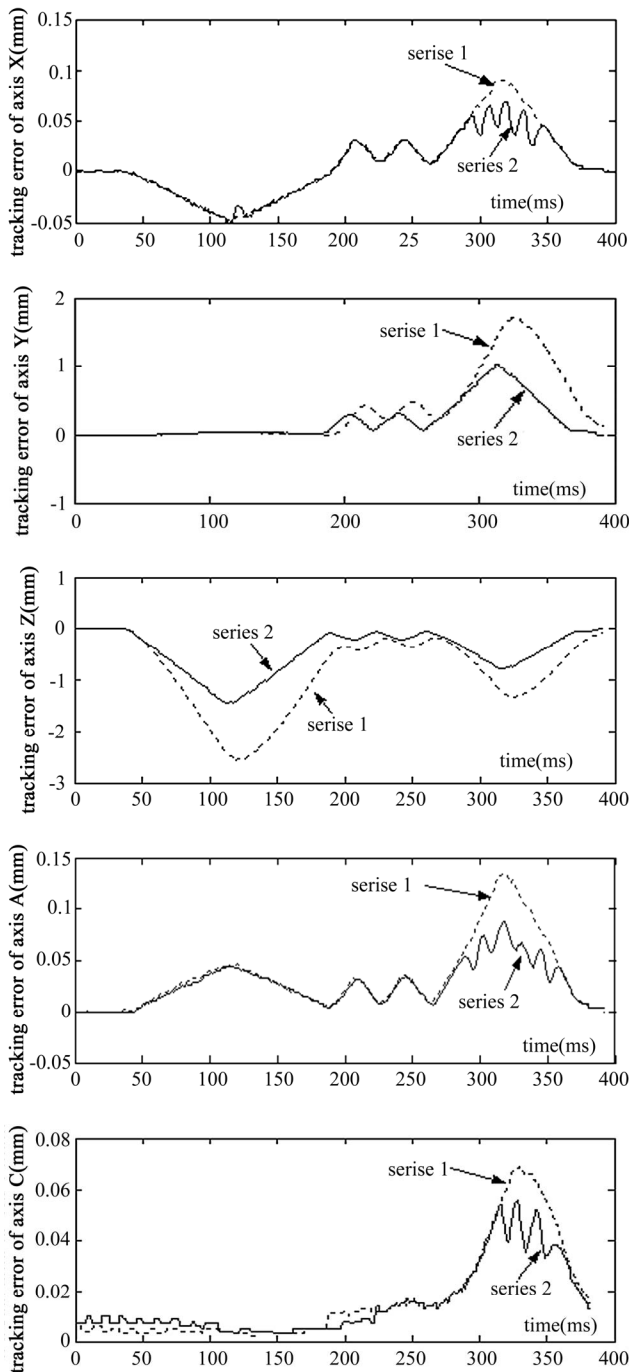 tracking error of axis X(mm)
0.15
0.1
0.05
0
-0.05
serise 1
series 2
time(ms)
0 50 100 150 200 25 300 350 400
tracking error of axis Y(mm)
2
1
0
-1
serise 1
series 2
time(ms)
0 100 200 300 400
tracking error of axis Z(mm)
1
0
-1
-2
-3
series 2
serise 1
time(ms)
0 50 100 150 200 250 300 350 400
tracking error of axis A(mm)
0.15
0.1
0.05
0
-0.05
serise 1
series 2
time(ms)
0 50 100 150 200 250 300 350 400
tracking error of axis C(mm)
0.08
0.06
0.04
0.02
0
serise 1
series 2
time(ms)
0 50 100 150 200 250 300 350 400